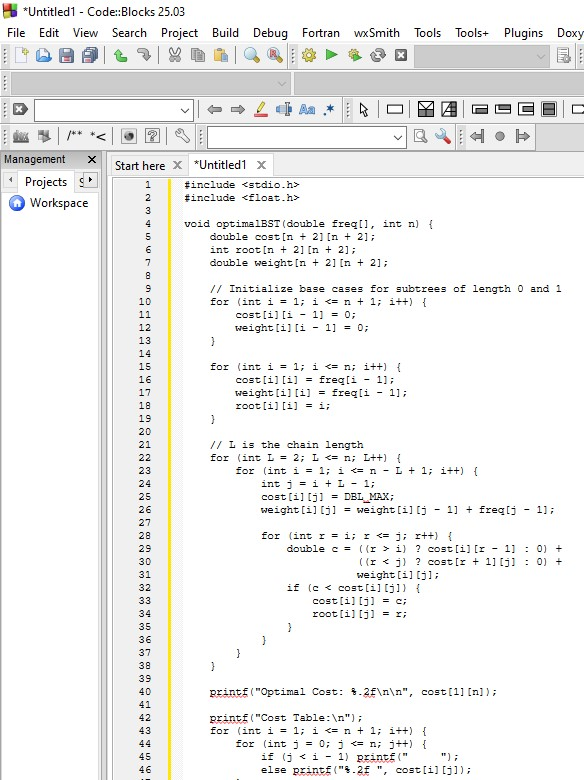 *Untitled1 - Code::Blocks 25.03
File Edit View Search Project Build Debug Fortran wxSmith Tools Tools+ Plugins Doxy
/** *<
Aa .*
Management X
Projects
Workspace
Start here X *Untitled1 X
1 #include <stdio.h>
2 #include <float.h>
3
4 void optimalBST(double freq[], int n) {
5     double cost[n + 2][n + 2];
6     int root[n + 2][n + 2];
7     double weight[n + 2][n + 2];
8
9     // Initialize base cases for subtrees of length 0 and 1
10     for (int i = 1; i <= n + 1; i++) {
11         cost[i][i - 1] = 0;
12         weight[i][i - 1] = 0;
13     }
14
15     for (int i = 1; i <= n; i++) {
16         cost[i][i] = freq[i - 1];
17         weight[i][i] = freq[i - 1];
18         root[i][i] = i;
19     }
20
21     // L is the chain length
22     for (int L = 2; L <= n; L++) {
23         for (int i = 1; i <= n - L + 1; i++) {
24             int j = i + L - 1;
25             cost[i][j] = DBL_MAX;
26             weight[i][j] = weight[i][j - 1] + freq[j - 1];
27
28             for (int r = i; r <= j; r++) {
29                 double c = ((r > i) ? cost[i][r - 1] : 0) +
30                            ((r < j) ? cost[r + 1][j] : 0) +
31                            weight[i][j];
32                 if (c < cost[i][j]) {
33                     cost[i][j] = c;
34                     root[i][j] = r;
35                 }
36             }
37         }
38     }
39
40     printf("Optimal Cost: %.2f\n\n", cost[1][n]);
41
42     printf("Cost Table:\n");
43     for (int i = 1; i <= n + 1; i++) {
44         for (int j = 0; j <= n; j++) {
45             if (j < i - 1) printf("     ");
46             else printf("%.2f ", cost[i][j]);